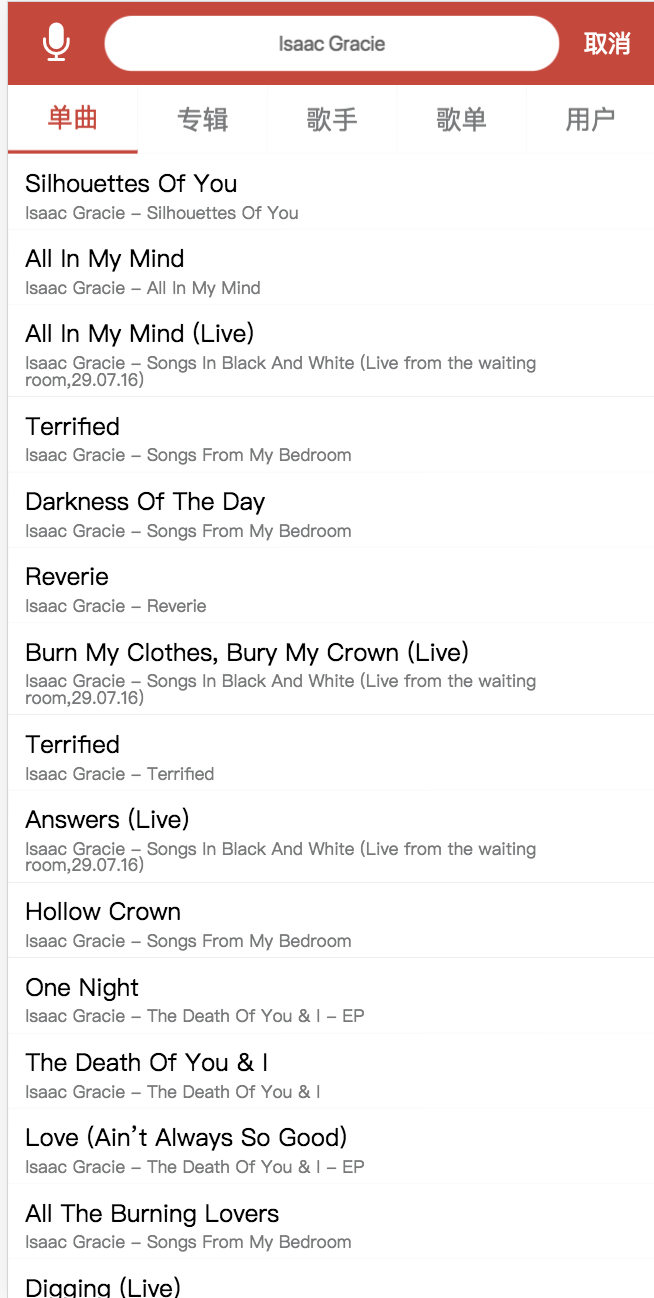 Isaac Gracie
取消
单曲
专辑
歌手
歌单
用户
Silhouettes Of You
Isaac Gracie – Silhouettes Of You
All In My Mind
Isaac Gracie – All In My Mind
All In My Mind (Live)
Isaac Gracie – Songs In Black And White (Live from the waiting
room,29.07.16)
Terrified
Isaac Gracie – Songs From My Bedroom
Darkness Of The Day
Isaac Gracie – Songs From My Bedroom
Reverie
Isaac Gracie – Reverie
Burn My Clothes, Bury My Crown (Live)
Isaac Gracie – Songs In Black And White (Live from the waiting
room,29.07.16)
Terrified
Isaac Gracie – Terrified
Answers (Live)
Isaac Gracie – Songs In Black And White (Live from the waiting
room,29.07.16)
Hollow Crown
Isaac Gracie – Songs From My Bedroom
One Night
Isaac Gracie – The Death Of You & I – EP
The Death Of You & I
Isaac Gracie – The Death Of You & I
Love (Ain’t Always So Good)
Isaac Gracie – The Death Of You & I – EP
All The Burning Lovers
Isaac Gracie – Songs From My Bedroom
Digging (Live)